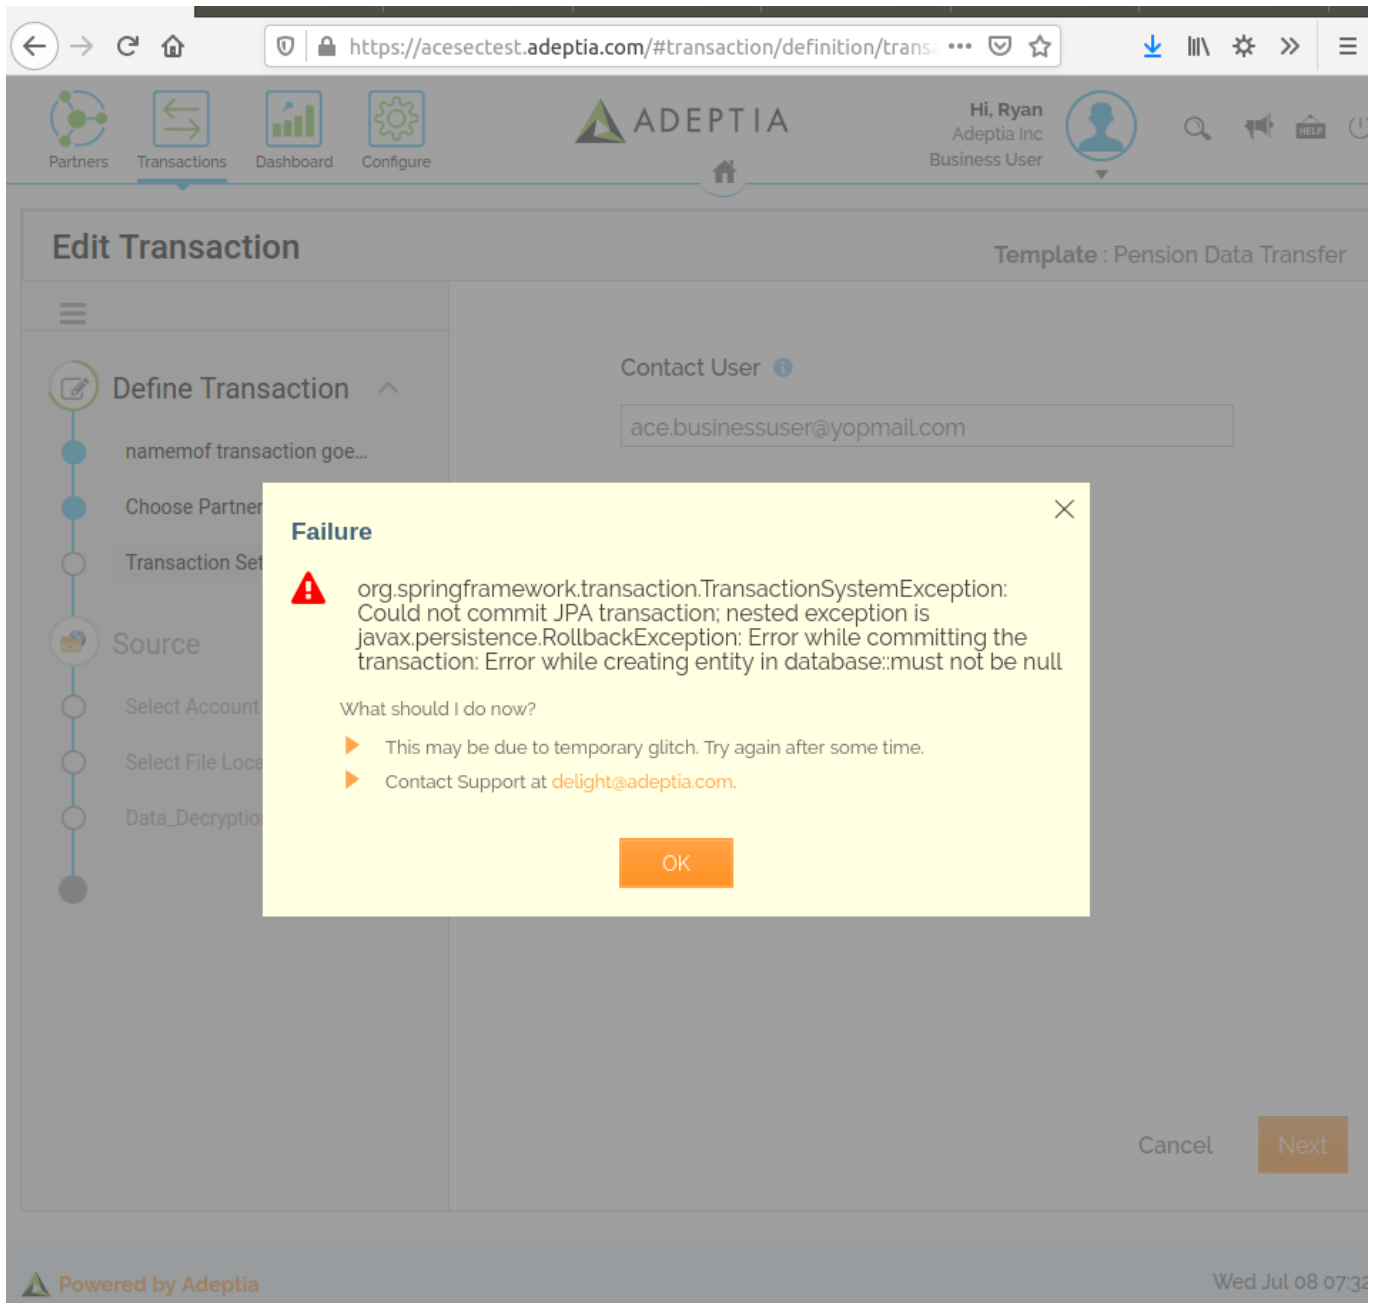 https://acesectest.adeptia.com/#transaction/definition/trans
Partners
Transactions
Dashboard
Configure
ADEPTIA
Hi, Ryan
Adeptia Inc
Business User
HELP
Edit Transaction
Template : Pension Data Transfer
Define Transaction
namemof transaction goe...
Choose Partner
Transaction Set
Source
Select Account
Select File Loca
Data_Decryptio
Contact User
ace.businessuser@yopmail.com
Failure
org.springframework.transaction.TransactionSystemException:
Could not commit JPA transaction; nested exception is
javax.persistence.RollbackException: Error while committing the
transaction: Error while creating entity in database::must not be null
What should I do now?
This may be due to temporary glitch. Try again after some time.
Contact Support at delight@adeptia.com.
OK
Cancel
Next
Powered by Adeptia
Wed Jul 08 07:32